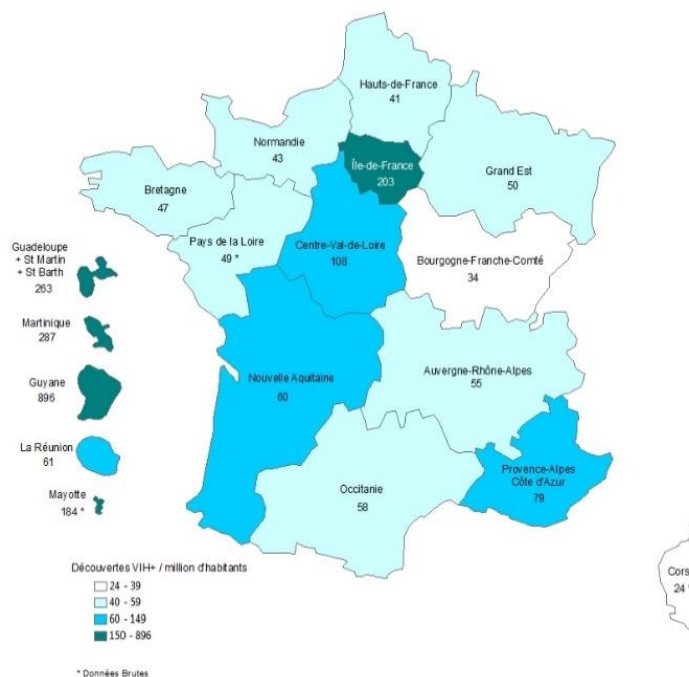 Hauts-de-France
41
Normandie
43
Île-de-France
203
Grand Est
50
Bretagne
47
Pays de la Loire
49 *
Centre-Val-de-Loire
108
Bourgogne-Franche-Comté
34
Guadeloupe
+ St Martin
+ St Barth
263
Martinique
287
Guyane
896
La Réunion
61
Mayotte
184 *
Nouvelle Aquitaine
60
Auvergne-Rhône-Alpes
55
Occitanie
58
Provence-Alpes
Côte d'Azur
79
Cors
24
Découvertes VIH+ / million d'habitants
24 - 39
40 - 59
60 - 149
150 - 896
* Données Brutes